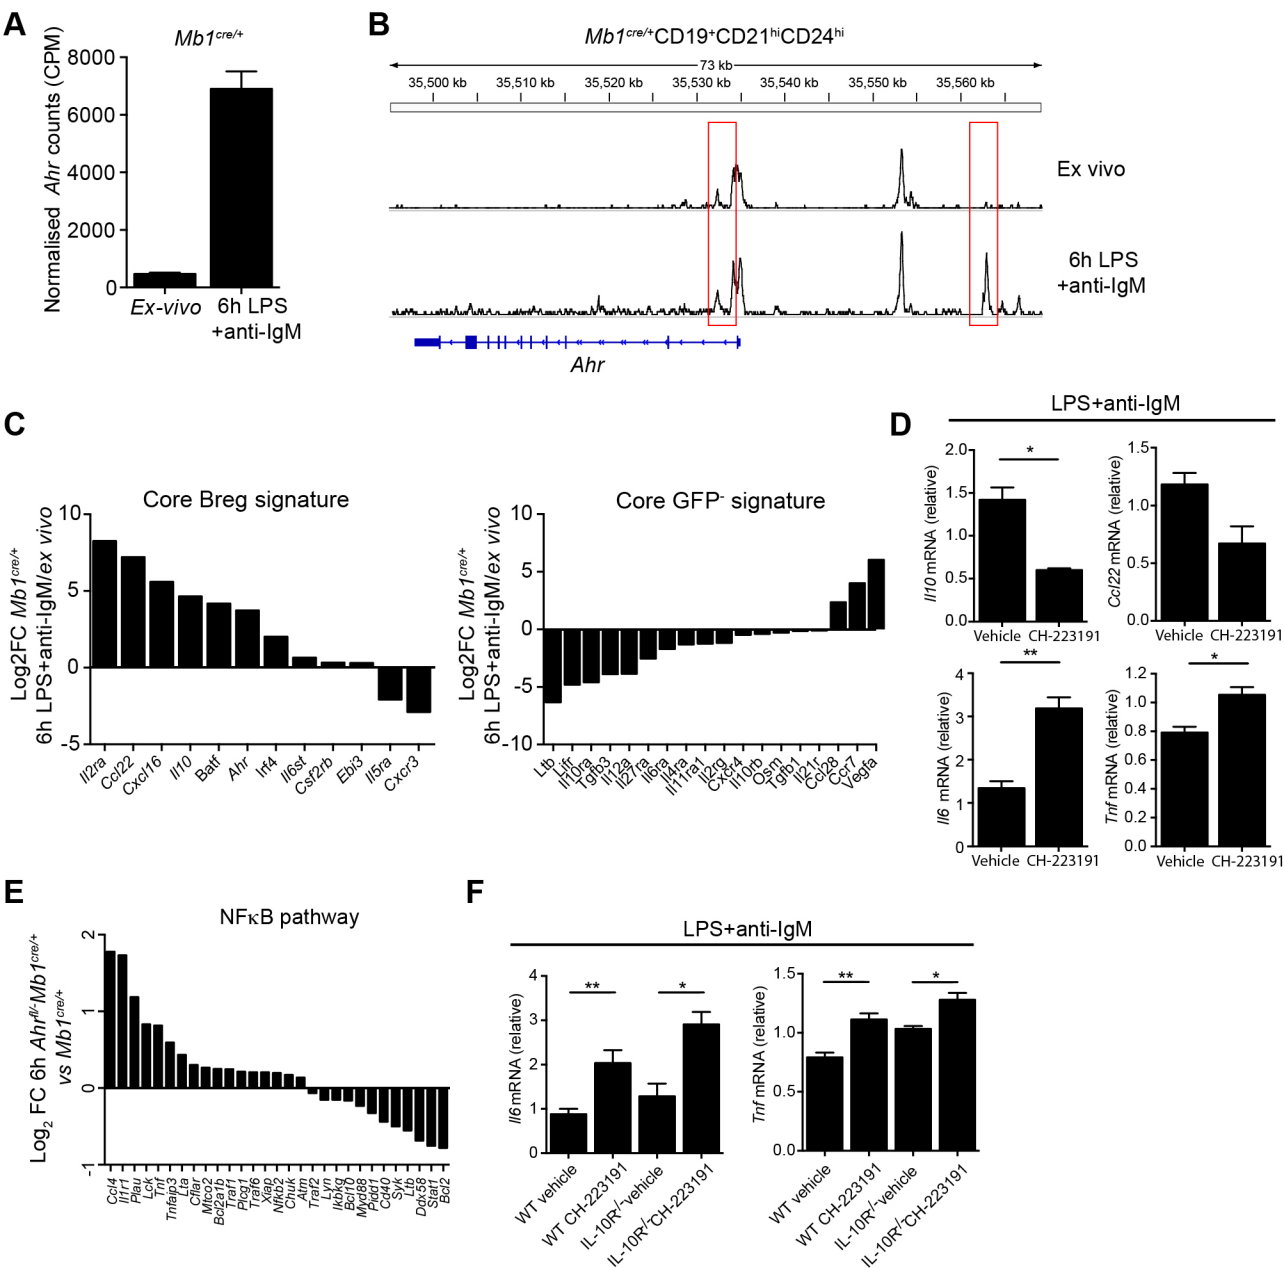 A
Mb1cre/+
Normalised Ahr counts (CPM)
8000
6000
4000
2000
0
Ex-vivo
6h LPS
+anti-IgM
B
Mb1cre/+CD19+CD21hiCD24hi
73 kb
35,500 kb 35,510 kb 35,520 kb 35,530 kb 35,540 kb 35,550 kb 35,560 kb
Ex vivo
6h LPS
+anti-IgM
Ahr
C
Core Breg signature
Log2FC Mb1cre/+
6h LPS+anti-IgM/ex vivo
10
5
0
-5
Il2ra Ccl22 Cxcl16 Il10 Batf Ahr Irf4 Il6st Csf2rb Ebi3 Il5ra Cxcr3
Core GFP- signature
Log2FC Mb1cre/+
6h LPS+anti-IgM/ex vivo
10
5
0
-5
-10
Ltb Lifr Il10ra Tgfb3 Il12a Il27ra Il6ra Il4ra Il11ra1 Il2rg Cxcr4 Il10rb Osm Tgfb1 Il21r Ccl28 Ccr7 Vegfa
D
LPS+anti-IgM
Il10 mRNA (relative)
2.0
1.5
1.0
0.5
0.0
*
Vehicle CH-223191
Ccl22 mRNA (relative)
1.5
1.0
0.5
0.0
Vehicle CH-223191
Il6 mRNA (relative)
4
3
2
1
0
**
Vehicle CH-223191
Tnf mRNA (relative)
1.2
1.0
0.8
0.6
0.4
0.2
0.0
*
Vehicle CH-223191
E
NFκB pathway
Log2 FC 6h Ahrfl/-Mb1cre/+
vs Mb1cre/+
2
1
0
-1
Ccl4 Il1r1 Plau Lck Tnf Tnfaip3 Lta Cflar Mtco2 Bcl2a1b Traf1 Plcg1 Traf6 Xiap Nfkb2 Chuk Atm Traf2 Lyn Ikbkg Bcl10 Myd88 Pidd1 Cd40 Syk Ltb Ddx58 Stat1 Bcl2
F
LPS+anti-IgM
Il6 mRNA (relative)
4
3
2
1
0
** *
WT vehicle WT CH-223191 IL-10R-/-vehicle IL-10R-/-CH-223191
Tnf mRNA (relative)
1.5
1.0
0.5
0.0
** *
WT vehicle WT CH-223191 IL-10R-/-vehicle IL-10R-/-CH-223191